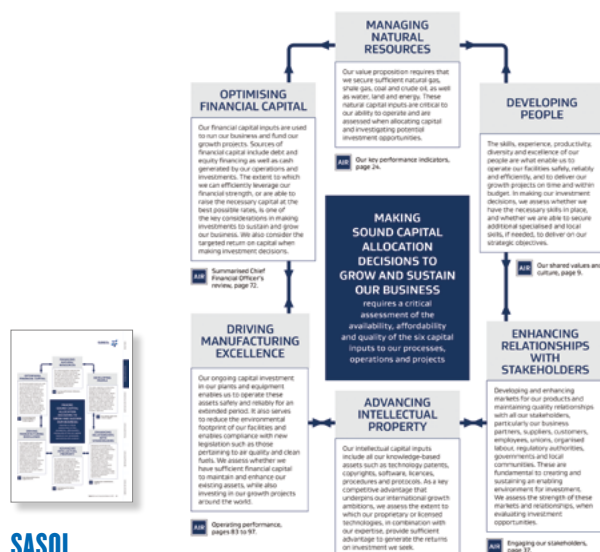 MANAGING
NATURAL
RESOURCES
Our value proposition requires that
we secure sufficient natural gas,
shale gas, coal and crude oil, as well
as water, land and energy. These
natural capital inputs are critical to
our ability to operate and are
assessed when allocating capital
and investigating potential
investment opportunities.
AIR
Our key performance indicators,
page 24.
OPTIMISING
FINANCIAL CAPITAL
Our financial capital inputs are used
to run our business and fund our
growth projects. Sources of
financial capital include debt and
equity financing as well as cash
generated by our operations and
investments. The extent to which
we can efficiently leverage our
financial strength, or are able to
raise the necessary capital at the
best possible rates, is one of
the key considerations in making
investments to sustain and grow
our business. We also consider the
targeted return on capital when
making investment decisions.
AIR
Summarised Chief
Financial Officer's
review, page 72.
DEVELOPING
PEOPLE
The skills, experience, productivity,
diversity and excellence of our
people are what enable us to
operate our facilities safely, reliably
and efficiently, and to deliver our
growth projects on time and within
budget. In making our investment
decisions, we assess whether we
have the necessary skills in place,
and whether we are able to secure
additional specialised and local
skills, if needed, to deliver on our
strategic objectives.
AIR
Our shared values and
culture, page 9.
MAKING
SOUND CAPITAL
ALLOCATION
DECISIONS TO
GROW AND SUSTAIN
OUR BUSINESS
requires a critical
assessment of the
availability, affordability
and quality of the six capital
inputs to our processes,
operations and projects
DRIVING
MANUFACTURING
EXCELLENCE
Our ongoing capital investment
in our plants and equipment
enables us to operate these
assets safely and reliably for an
extended period. It also serves
to reduce the environmental
footprint of our facilities and
enables compliance with new
legislation such as those
pertaining to air quality and clean
fuels. We assess whether we
have sufficient financial capital
to maintain and enhance our
existing assets, while also
investing in our growth projects
around the world.
AIR
Operating performance,
pages 83 to 97.
ADVANCING
INTELLECTUAL
PROPERTY
Our intellectual capital inputs
include all our knowledge-based
assets such as technology patents,
copyrights, software, licences,
procedures and protocols. As a key
competitive advantage that
underpins our international growth
ambitions, we assess the extent to
which our proprietary or licensed
technologies, in combination with
our expertise, provide sufficient
advantage to generate the returns
on investment we seek.
ENHANCING
RELATIONSHIPS
WITH
STAKEHOLDERS
Developing and enhancing
markets for our products and
maintaining quality relationships
with all our stakeholders,
particularly our business
partners, suppliers, customers,
employees, unions, organised
labour, regulatory authorities,
governments and local
communities. These are
fundamental to creating and
sustaining an enabling
environment for investment.
We assess the strength of these
markets and relationships, when
evaluating investment
opportunities.
AIR
Engaging our stakeholders,
page 37.
SASOL